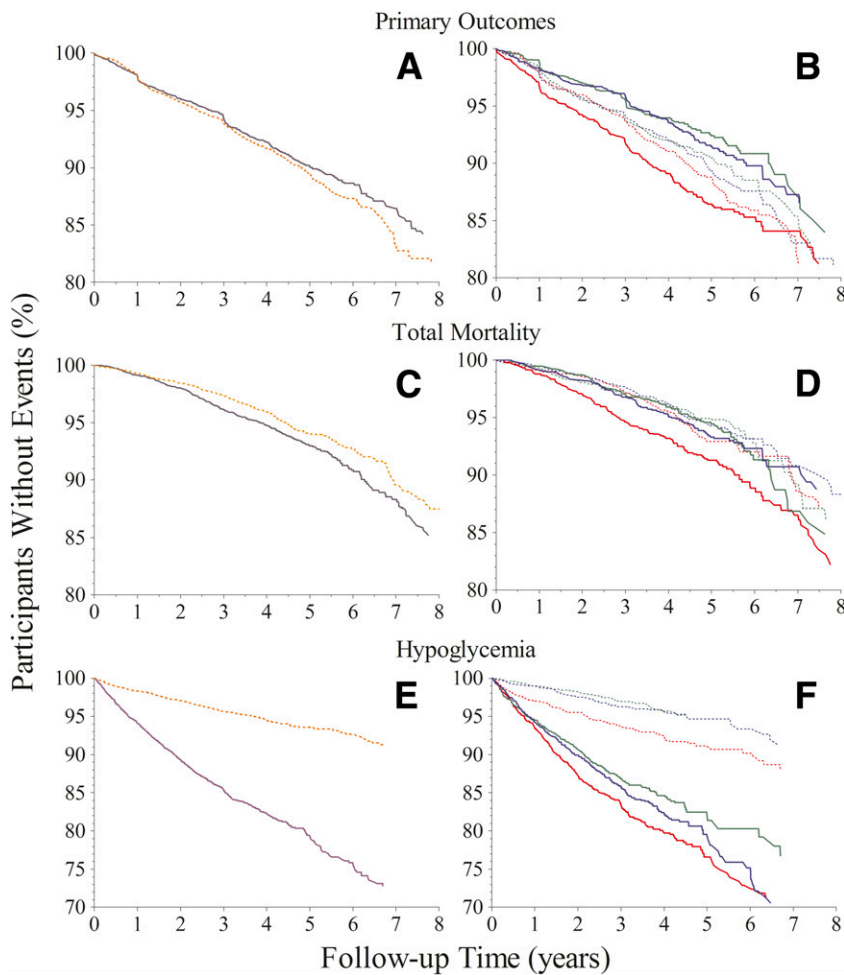 Primary Outcomes
A
B
100
95
90
85
80
0 1 2 3 4 5 6 7 8
100
95
90
85
80
0 1 2 3 4 5 6 7 8
Total Mortality
C
D
100
95
90
85
80
0 1 2 3 4 5 6 7 8
100
95
90
85
80
0 1 2 3 4 5 6 7 8
Hypoglycemia
E
F
100
95
90
85
80
75
70
0 1 2 3 4 5 6 7 8
100
95
90
85
80
75
70
0 1 2 3 4 5 6 7 8
Participants Without Events (%)
Follow-up Time (years)